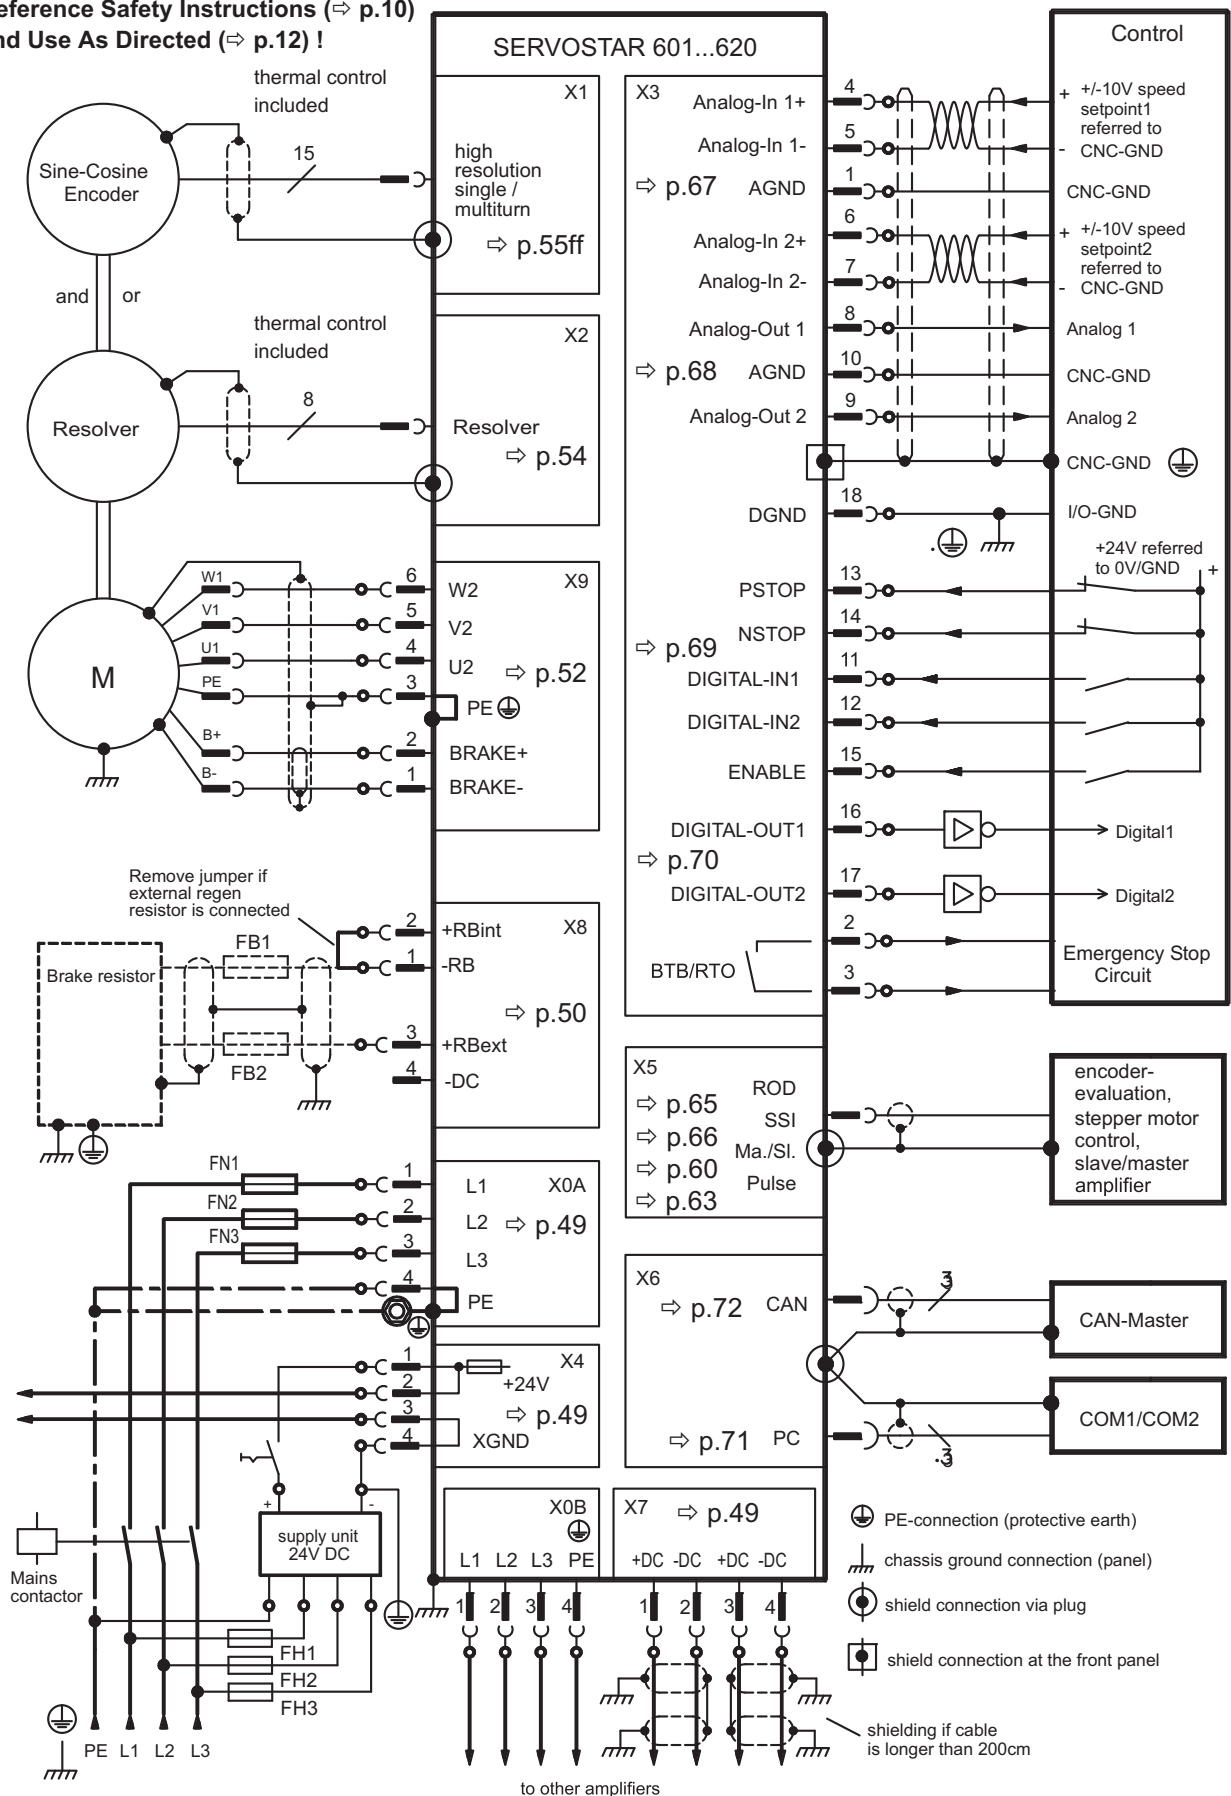 eference Safety Instructions (⇨ p.10)
nd Use As Directed (⇨ p.12) !
SERVOSTAR 601...620
Control
thermal control
included
Sine-Cosine
Encoder
15
X1
high
resolution
single /
multiturn
⇨ p.55ff
and
or
thermal control
included
Resolver
8
X2
Resolver
⇨ p.54
M
W1
V1
U1
PE
B+
B-
6
5
4
3
2
1
X9
W2
V2
U2
⇨ p.52
PE
BRAKE+
BRAKE-
Remove jumper if
external regen
resistor is connected
Brake resistor
FB1
FB2
2
1
3
4
X8
+RBint
-RB
⇨ p.50
+RBext
-DC
FN1
FN2
FN3
1
2
3
4
L1
X0A
L2
⇨ p.49
L3
PE
1
2
3
4
X4
+24V
⇨ p.49
XGND
+
-
supply unit
24V DC
Mains
contactor
FH1
FH2
FH3
PE
L1
L2
L3
X3
Analog-In 1+
4
+
+/-10V speed
setpoint1
referred to
CNC-GND
Analog-In 1-
5
-
⇨ p.67
AGND
1
CNC-GND
Analog-In 2+
6
+
+/-10V speed
setpoint2
referred to
CNC-GND
Analog-In 2-
7
-
Analog-Out 1
8
Analog 1
⇨ p.68
AGND
10
CNC-GND
Analog-Out 2
9
Analog 2
CNC-GND
DGND
18
I/O-GND
+24V referred
to 0V/GND
+
PSTOP
13
NSTOP
14
⇨ p.69
DIGITAL-IN1
11
DIGITAL-IN2
12
ENABLE
15
DIGITAL-OUT1
16
Digital1
⇨ p.70
DIGITAL-OUT2
17
Digital2
BTB/RTO
2
3
Emergency Stop
Circuit
X5
⇨ p.65
⇨ p.66
⇨ p.60
⇨ p.63
ROD
SSI
Ma./Sl.
Pulse
encoder-
evaluation,
stepper motor
control,
slave/master
amplifier
X6
⇨ p.72
CAN
3
CAN-Master
⇨ p.71
PC
3
COM1/COM2
X0B
L1 L2 L3 PE
1 2 3 4
X7
⇨ p.49
+DC -DC +DC -DC
1 2 3 4
PE-connection (protective earth)
chassis ground connection (panel)
shield connection via plug
shield connection at the front panel
shielding if cable
is longer than 200cm
to other amplifiers